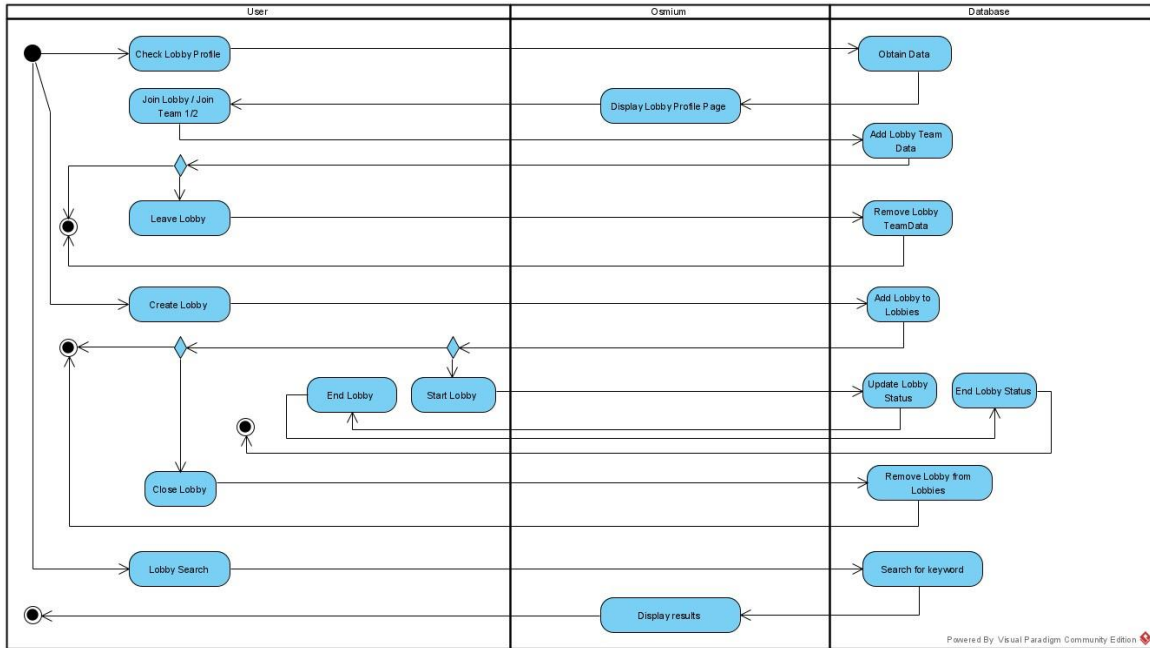 User
Osmium
Database
Check Lobby Profile
Obtain Data
Join Lobby / Join
Team 1/2
Display Lobby Profile Page
Add Lobby Team
Data
Leave Lobby
Remove Lobby
TeamData
Create Lobby
Add Lobby to
Lobbies
End Lobby
Start Lobby
Update Lobby
Status
End Lobby Status
Close Lobby
Remove Lobby from
Lobbies
Lobby Search
Search for keyword
Display results
Powered By Visual Paradigm Community Edition